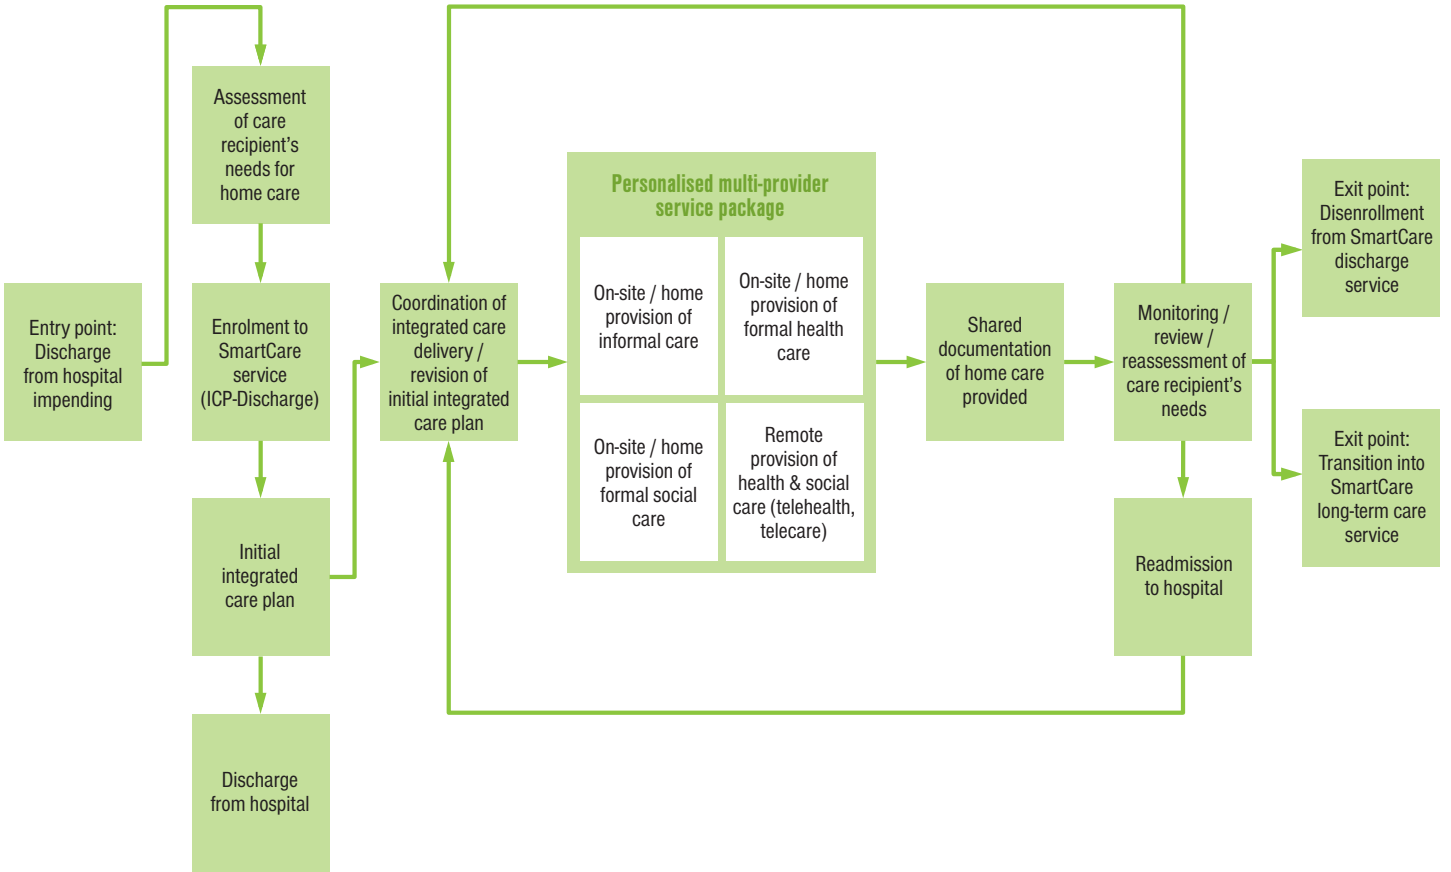 Entry point:
Discharge
from hospital
impending
Assessment
of care
recipient’s
needs for
home care
Enrolment to
SmartCare
service
(ICP-Discharge)
Initial
integrated
care plan
Discharge
from hospital
Coordination of
integrated care
delivery /
revision of
initial integrated
care plan
Personalised multi-provider
service package
On-site / home
provision of
informal care
On-site / home
provision of
formal health
care
On-site / home
provision of
formal social
care
Remote
provision of
health & social
care (telehealth,
telecare)
Shared
documentation
of home care
provided
Monitoring /
review /
reassessment of
care recipient’s
needs
Readmission
to hospital
Exit point:
Disenrollment
from SmartCare
discharge
service
Exit point:
Transition into
SmartCare
long-term care
service